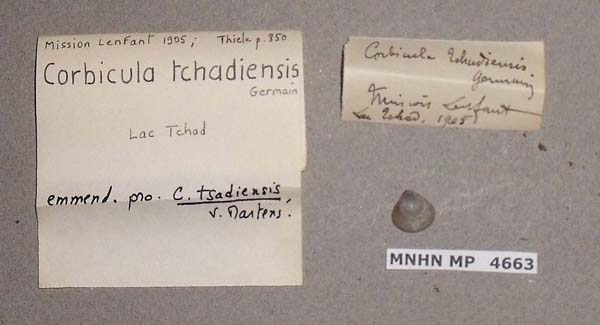 Mission Lenfant 1905; Thiele p. 850
Corbicula tchadiensis
Germain
Lac Tchad
emmend. pro. C. tsadiensis
v. Martens.
Corbicula tchadiensis
Germain
Mission Lenfant
Lac Tchad. 1905
MNHN MP 4663